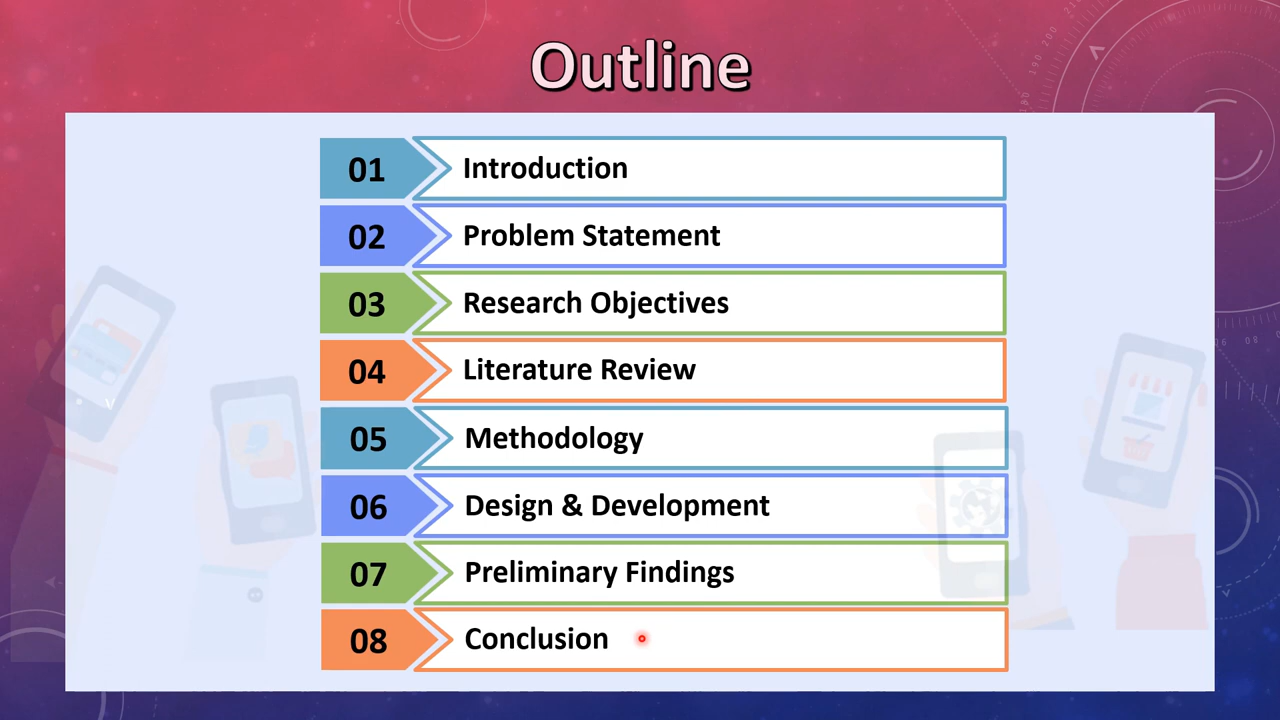 Outline
01 Introduction
02 Problem Statement
03 Research Objectives
04 Literature Review
05 Methodology
06 Design & Development
07 Preliminary Findings
08 Conclusion